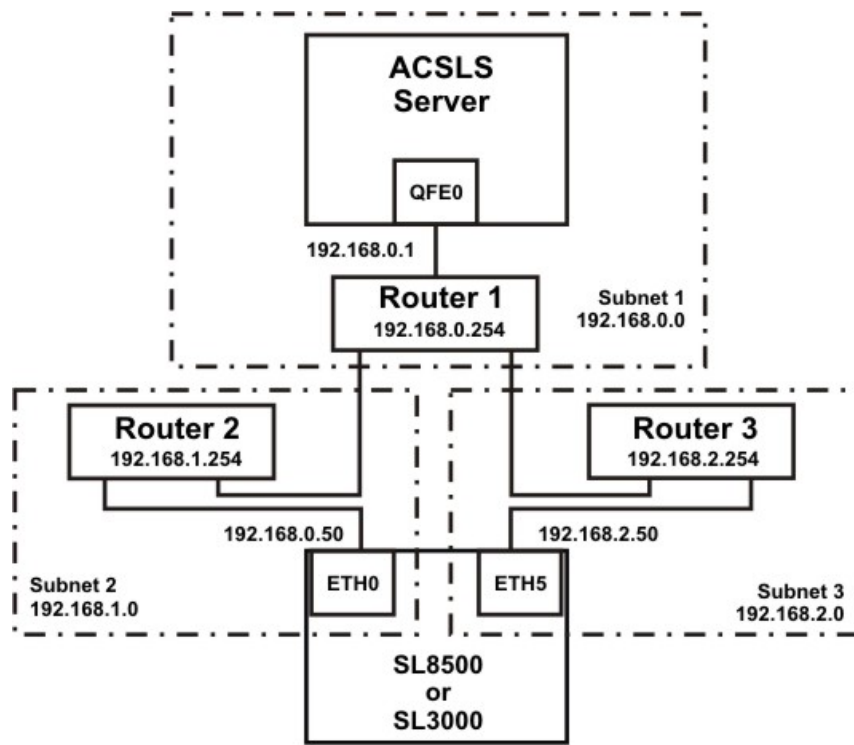 ACSLS
Server
QFE0
192.168.0.1
Router 1
192.168.0.254
Subnet 1
192.168.0.0
Router 2
192.168.1.254
Router 3
192.168.2.254
192.168.0.50
192.168.2.50
ETH0
ETH5
Subnet 2
192.168.1.0
Subnet 3
192.168.2.0
SL8500
or
SL3000